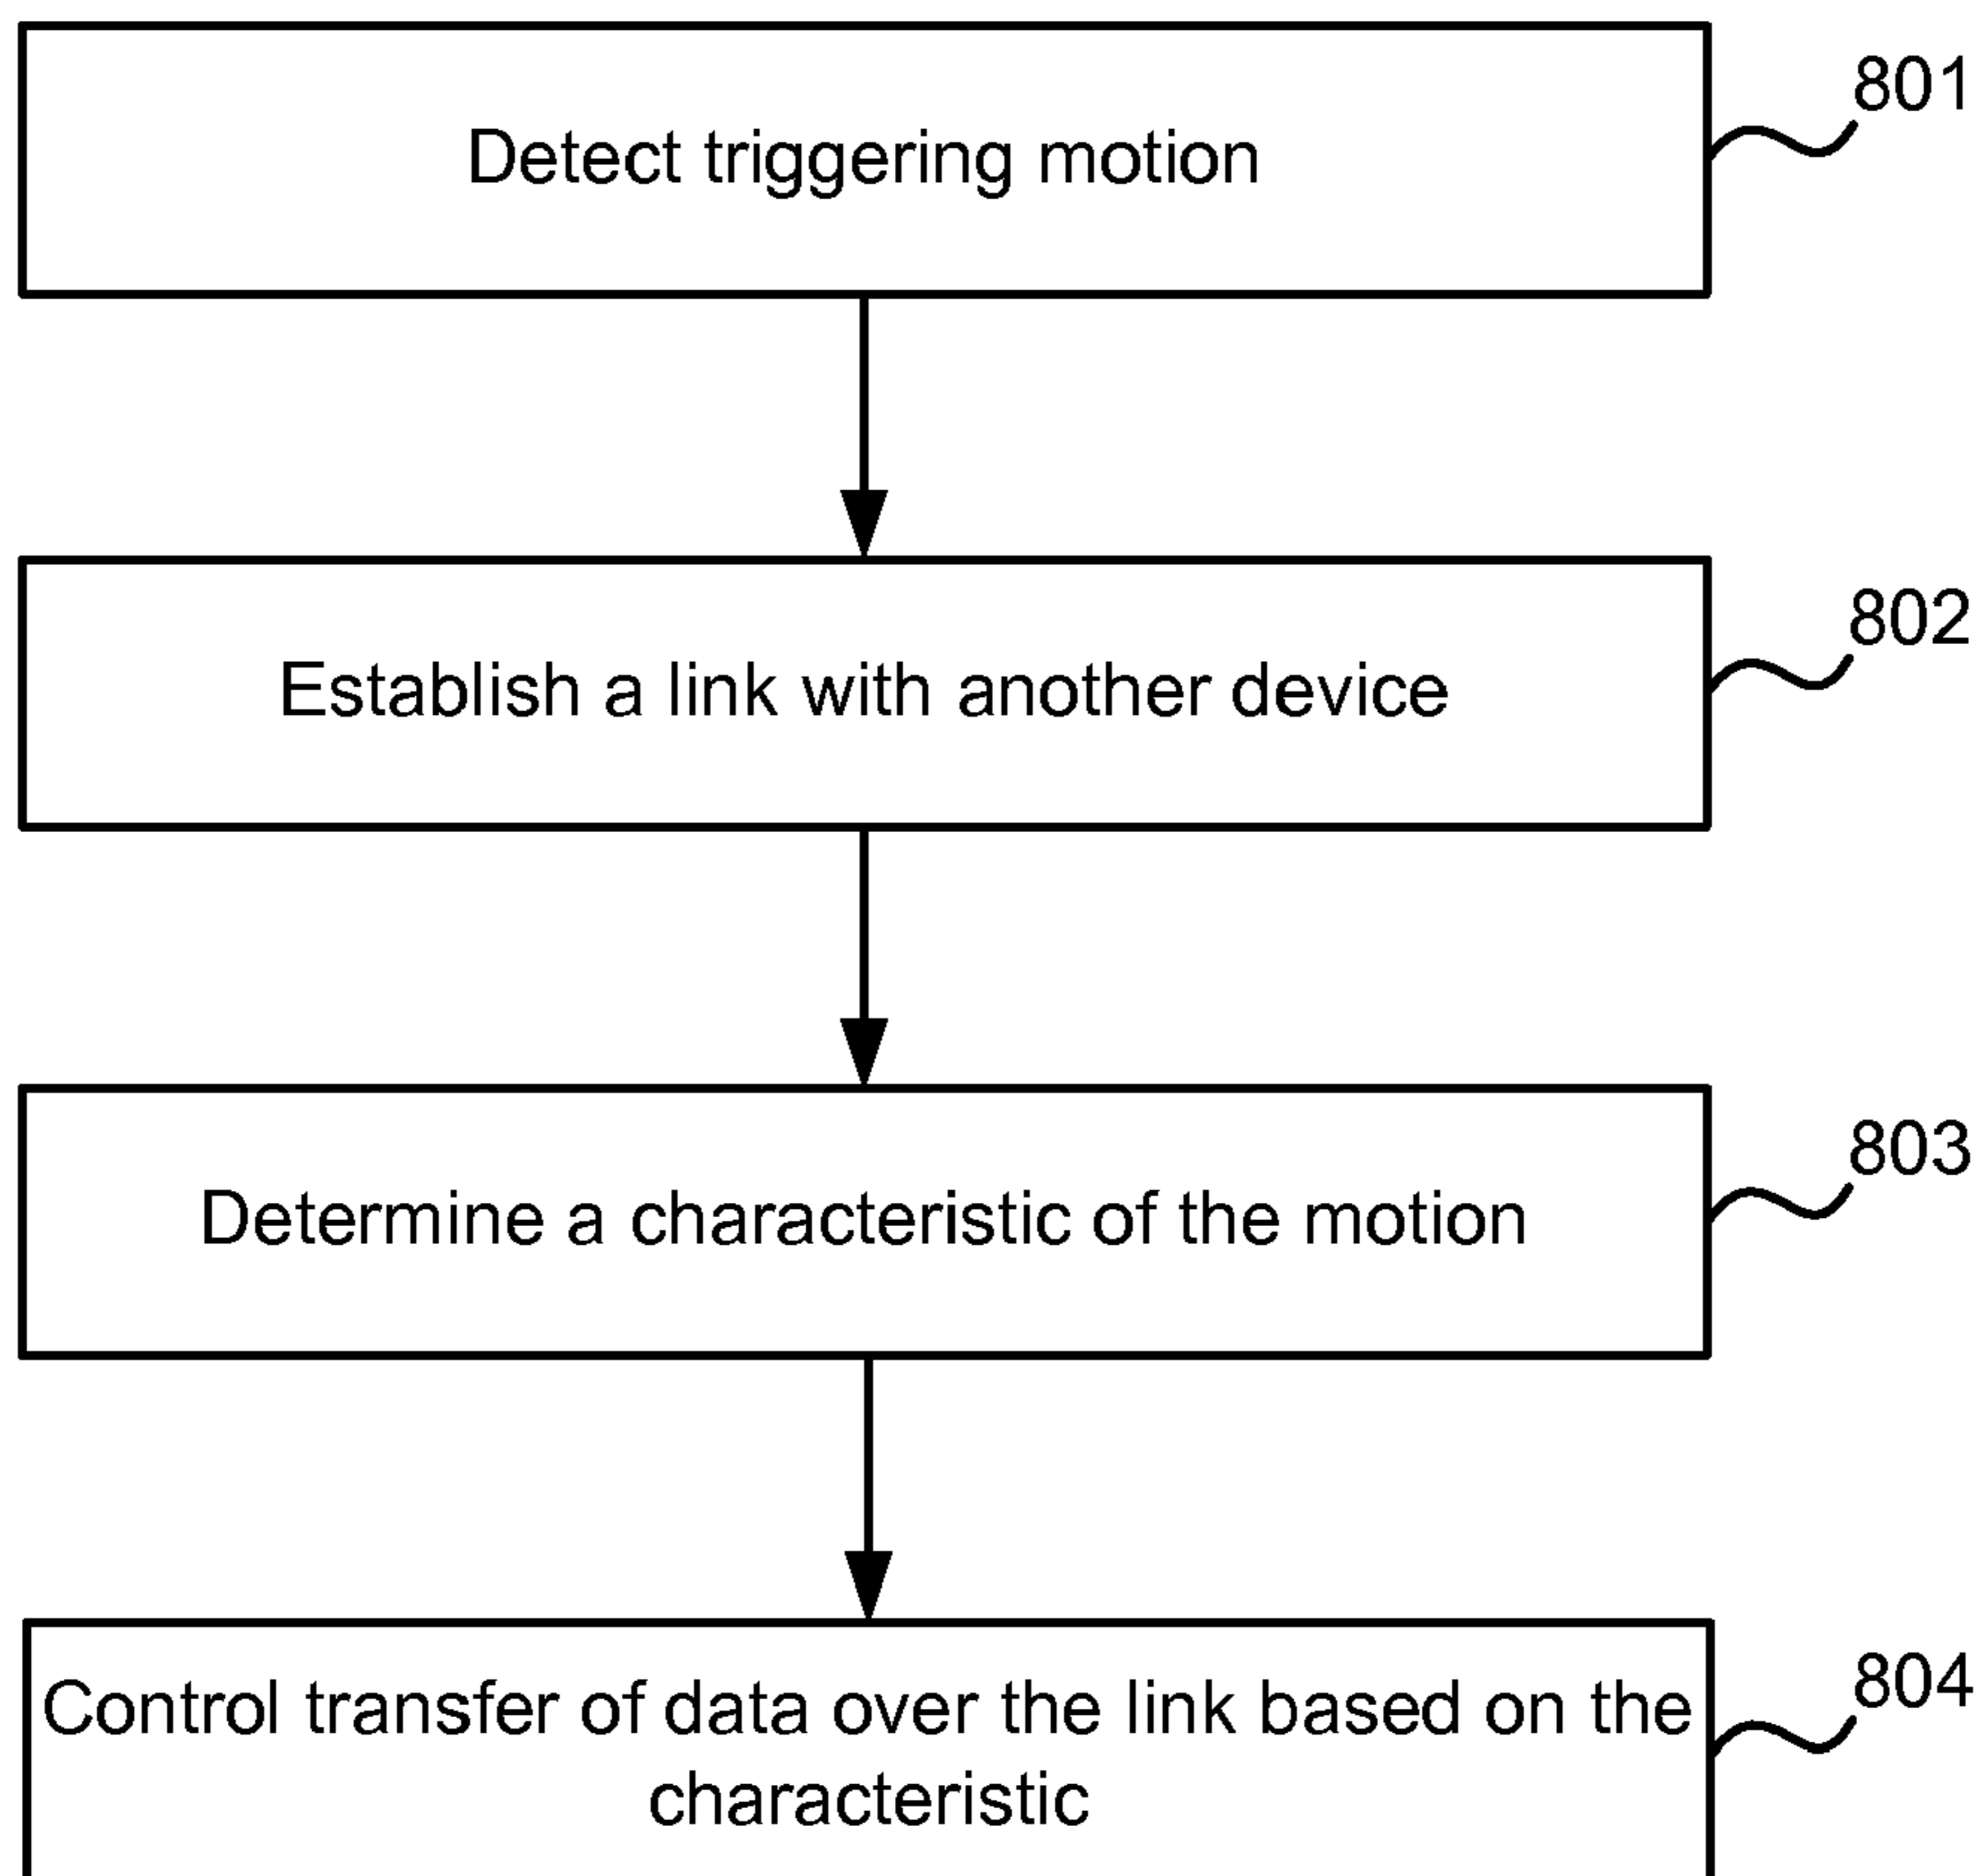 801
Detect triggering motion
802
Establish a link with another device
803
Determine a characteristic of the motion
804
Control transfer of data over the link based on the
characteristic